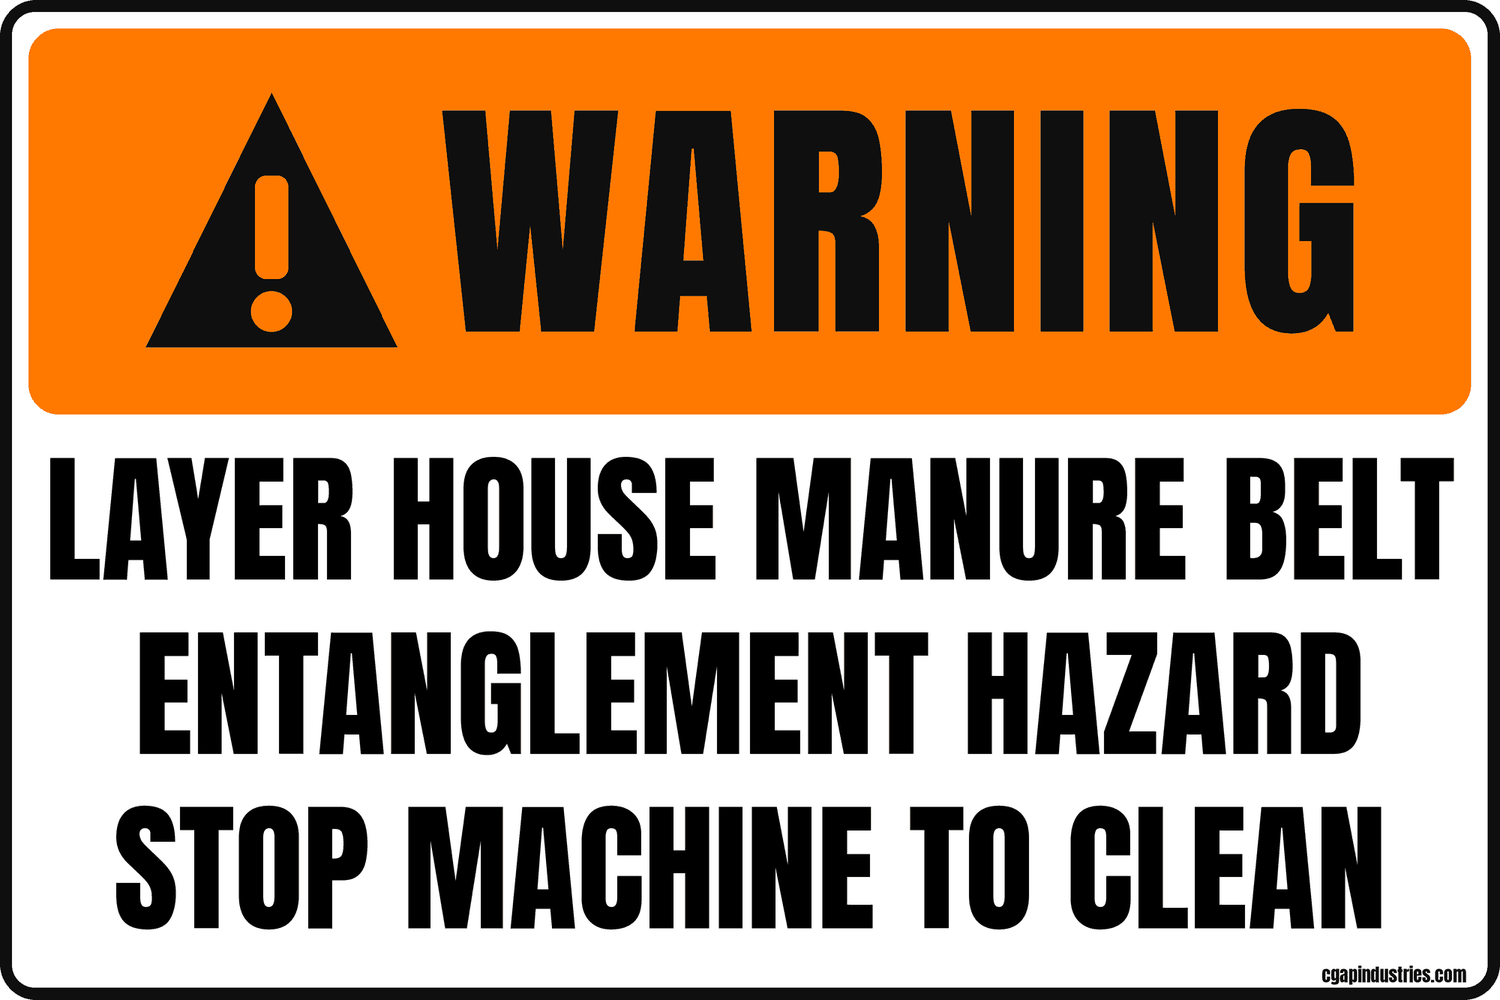 WARNING
LAYER HOUSE MANURE BELT
ENTANGLEMENT HAZARD
STOP MACHINE TO CLEAN
cgapindustries.com